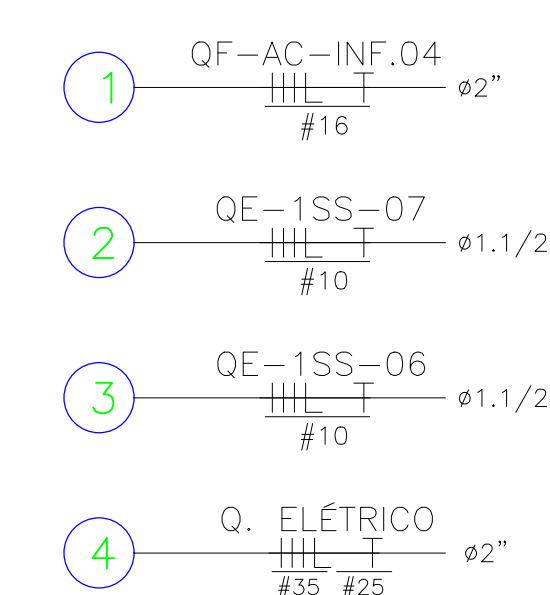 QF-AC-INF.04
1 ø2"
#16
QE-1SS-07
2 ø1.1/2
#10
QE-1SS-06
3 ø1.1/2
#10
Q. ELÉTRICO
4 ø2"
#35 #25